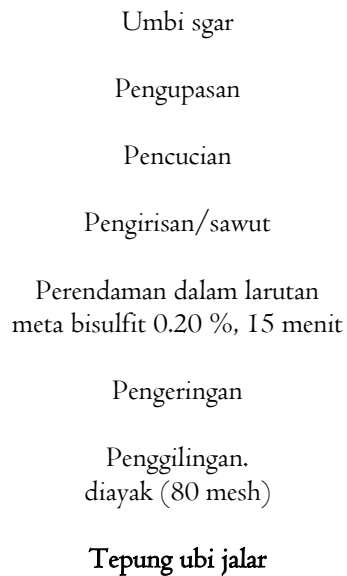 Umbi sgar
Pengupasan
Pencucian
Pengirisan/sawut
Perendaman dalam larutan
meta bisulfit 0.20 %, 15 menit
Pengeringan
Penggilingan.
diayak (80 mesh)
Tepung ubi jalar